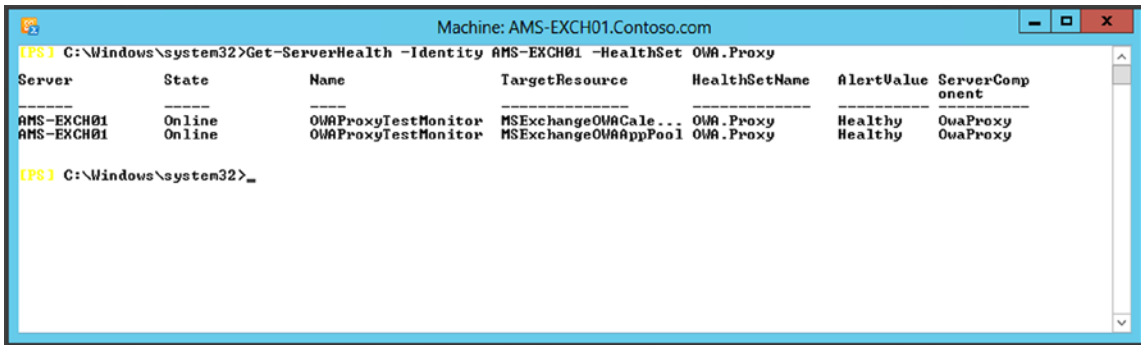 Machine: AMS-EXCH01.Contoso.com
[PS] C:\Windows\system32>Get-ServerHealth -Identity AMS-EXCH01 -HealthSet OWA.Proxy
Server State Name TargetResource HealthSetName AlertValue ServerComp
onent
------ ----- ---- -------------- ------------- ---------- ----------
AMS-EXCH01 Online OWAProxyTestMonitor MSExchangeOWACale... OWA.Proxy Healthy OwaProxy
AMS-EXCH01 Online OWAProxyTestMonitor MSExchangeOWAAppPool OWA.Proxy Healthy OwaProxy
[PS] C:\Windows\system32>_